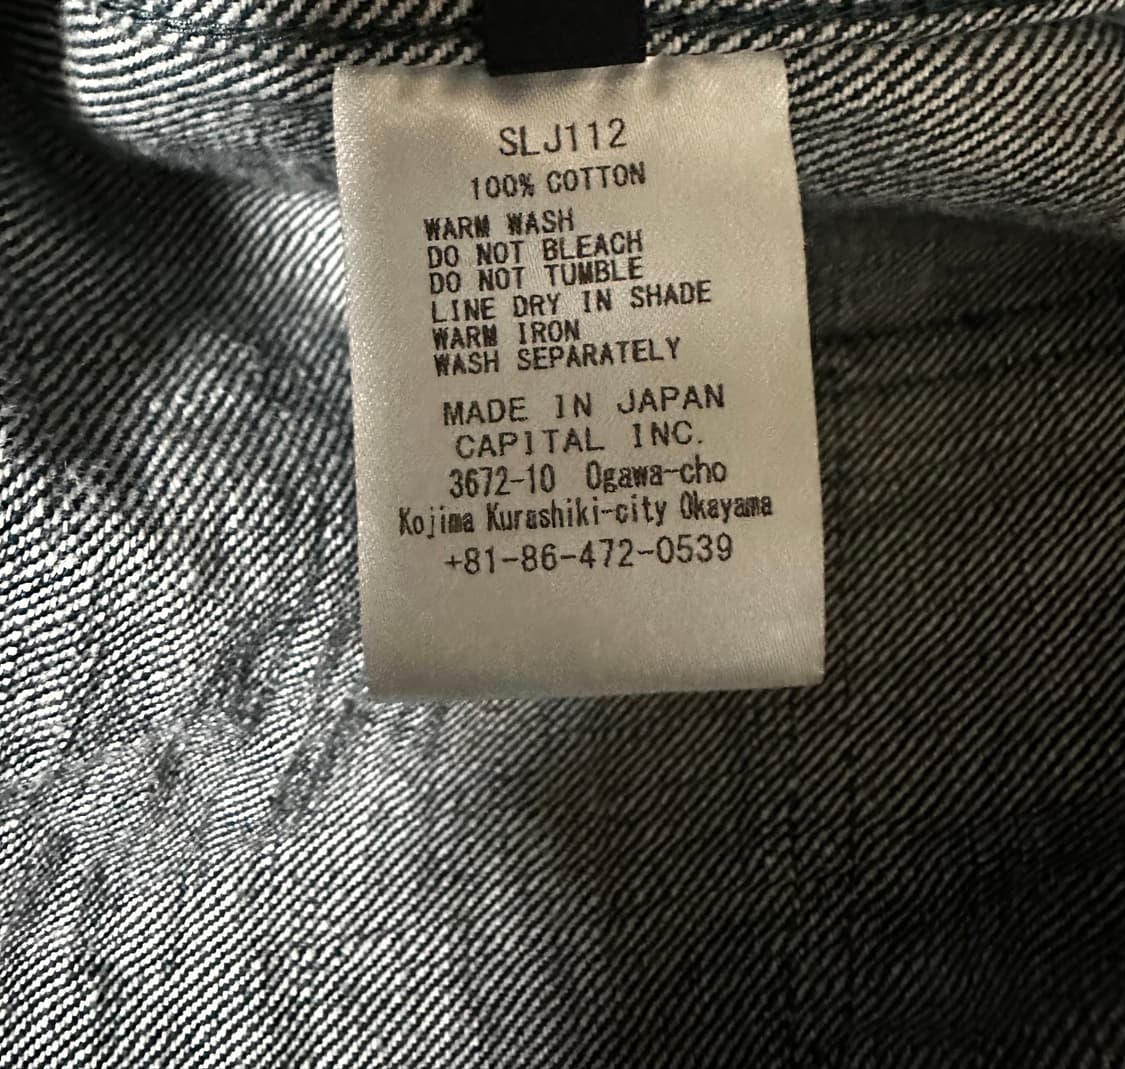 SLJ112
100% COTTON
WARM WASH
DO NOT BLEACH
DO NOT TUMBLE
LINE DRY IN SHADE
WARM IRON
WASH SEPARATELY
MADE IN JAPAN
CAPITAL INC.
3672-10 Ogawa-cho
Kojima Kurashiki-city Okayama
+81-86-472-0539